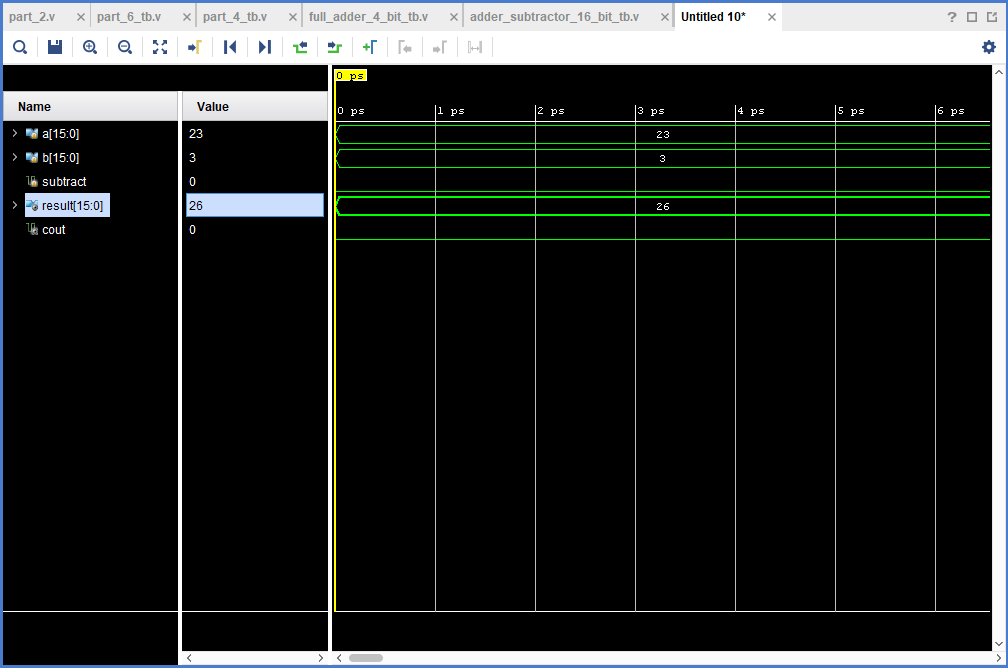 part_2.v part_6_tb.v part_4_tb.v full_adder_4_bit_tb.v adder_subtractor_16_bit_tb.v Untitled 10*
0 ps
Name Value
0 ps 1 ps 2 ps 3 ps 4 ps 5 ps 6 ps
a[15:0] 23 23
b[15:0] 3 3
subtract 0
result[15:0] 26 26
cout 0